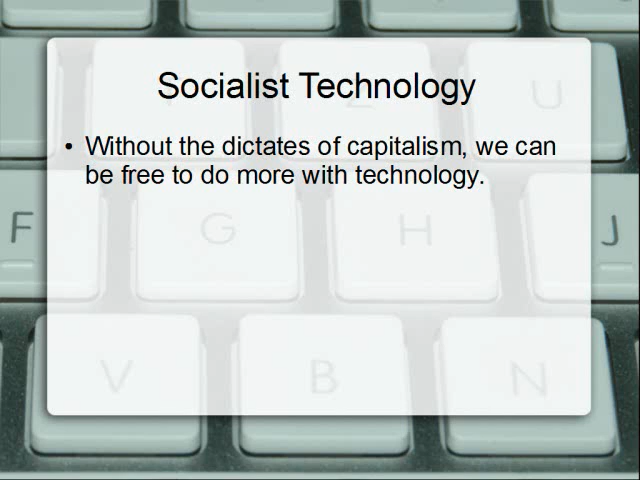 Socialist Technology
• Without the dictates of capitalism, we can
be free to do more with technology.
Z U
F G H J
V B N